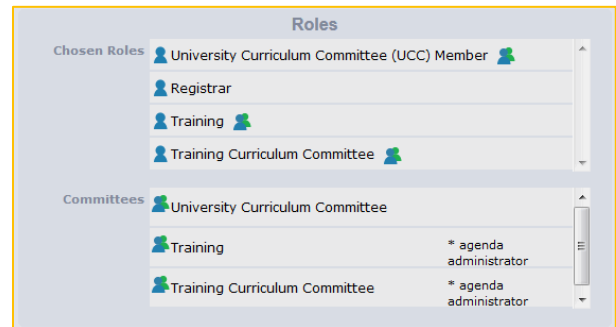 Roles
Chosen Roles
University Curriculum Committee (UCC) Member
Registrar
Training
Training Curriculum Committee
Committees
University Curriculum Committee
Training
* agenda
administrator
Training Curriculum Committee
* agenda
administrator